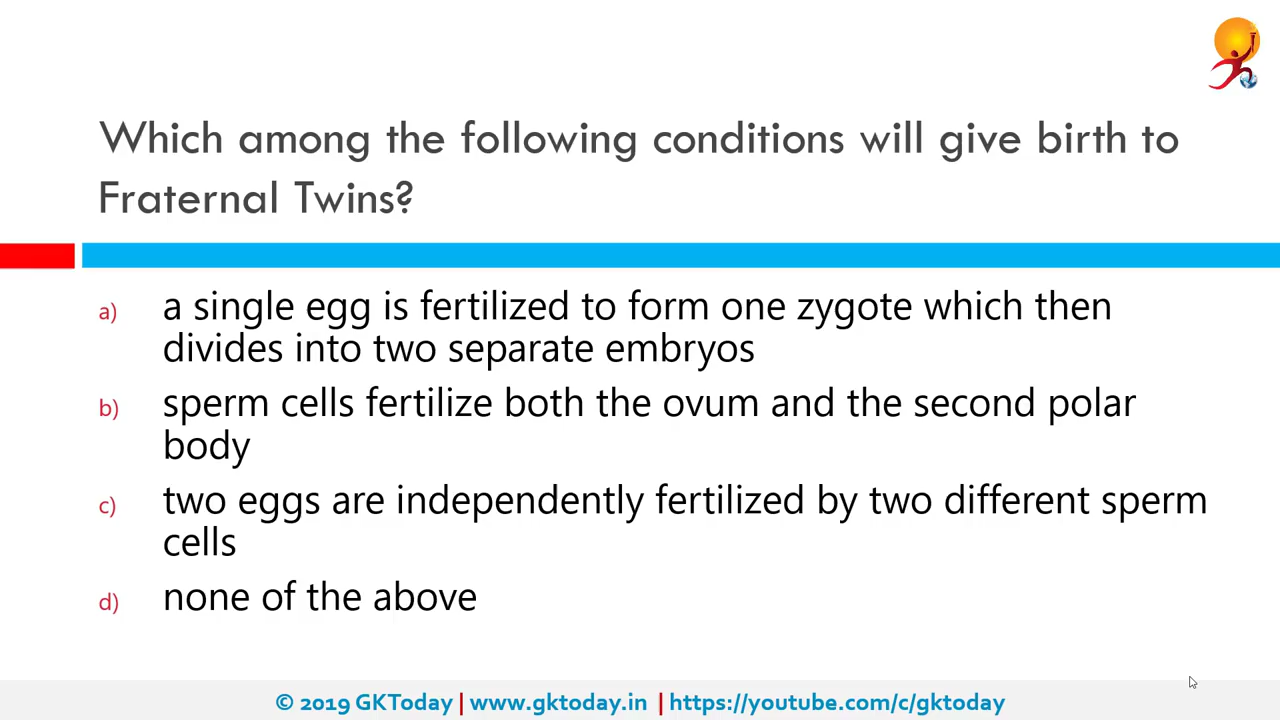 Which among the following conditions will give birth to
Fraternal Twins?
a) a single egg is fertilized to form one zygote which then
divides into two separate embryos
b) sperm cells fertilize both the ovum and the second polar
body
c) two eggs are independently fertilized by two different sperm
cells
d) none of the above
© 2019 GKToday | www.gktoday.in | https://youtube.com/c/gktoday